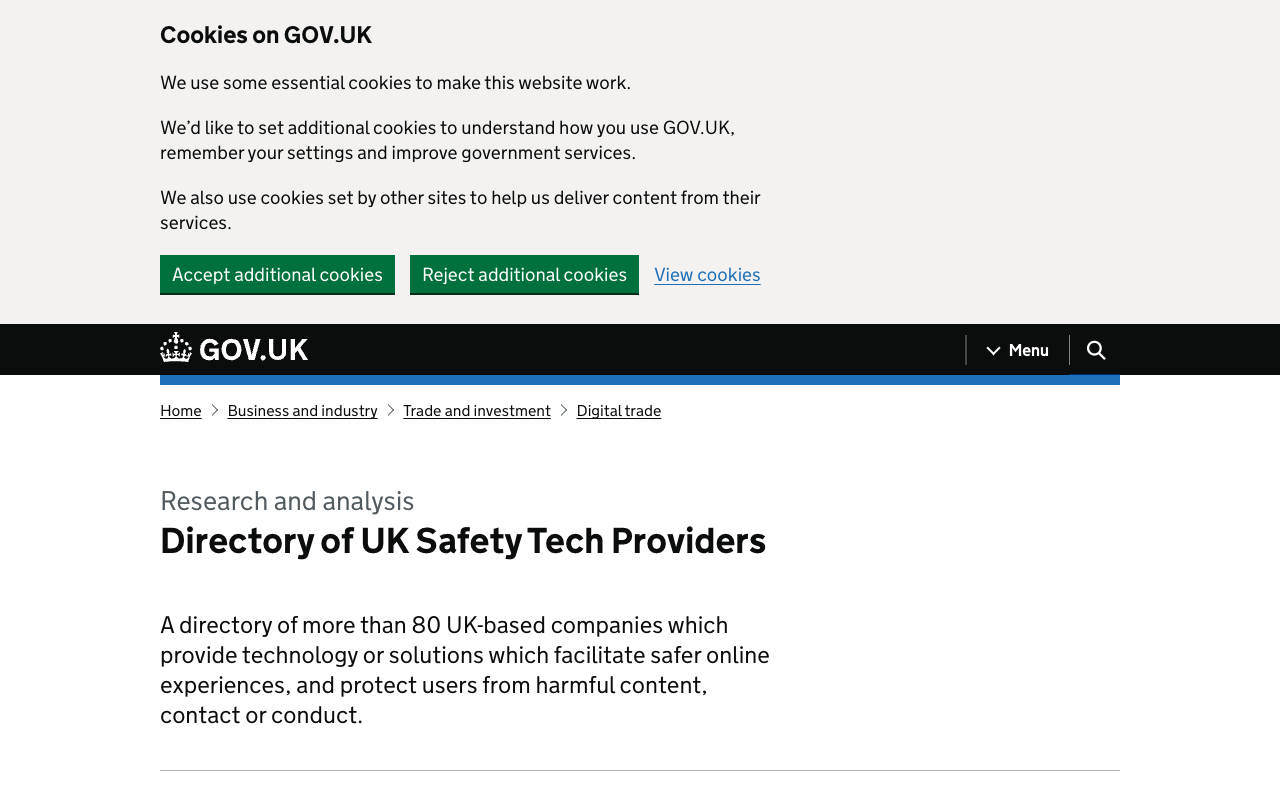 Cookies on GOV.UK
We use some essential cookies to make this website work.
We’d like to set additional cookies to understand how you use GOV.UK,
remember your settings and improve government services.
We also use cookies set by other sites to help us deliver content from their
services.
Accept additional cookies Reject additional cookies View cookies
GOV.UK Menu
Home Business and industry Trade and investment Digital trade
Research and analysis
Directory of UK Safety Tech Providers
A directory of more than 80 UK-based companies which
provide technology or solutions which facilitate safer online
experiences, and protect users from harmful content,
contact or conduct.